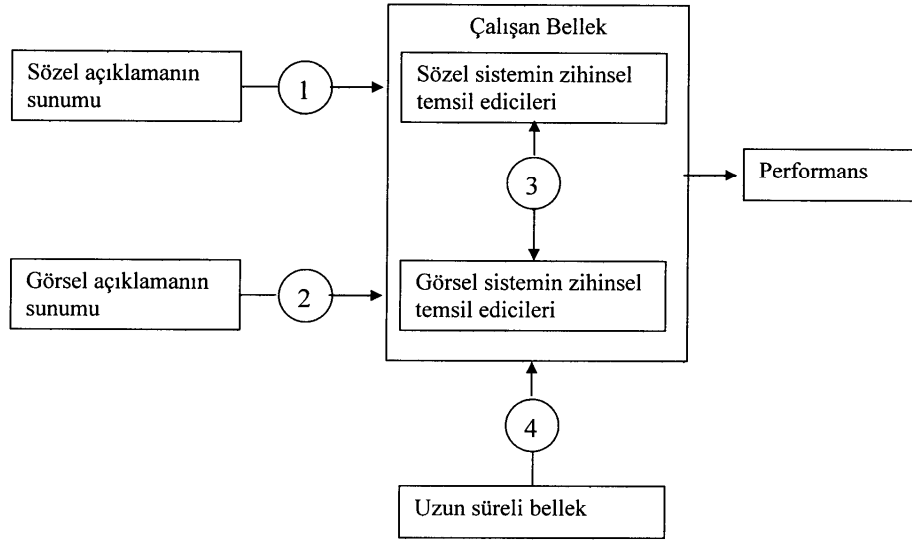 Çalışan Bellek
Sözel açıklamanın
sunumu
1
Sözel sistemin zihinsel
temsil edicileri
3
Performans
Görsel açıklamanın
sunumu
2
Görsel sistemin zihinsel
temsil edicileri
4
Uzun süreli bellek